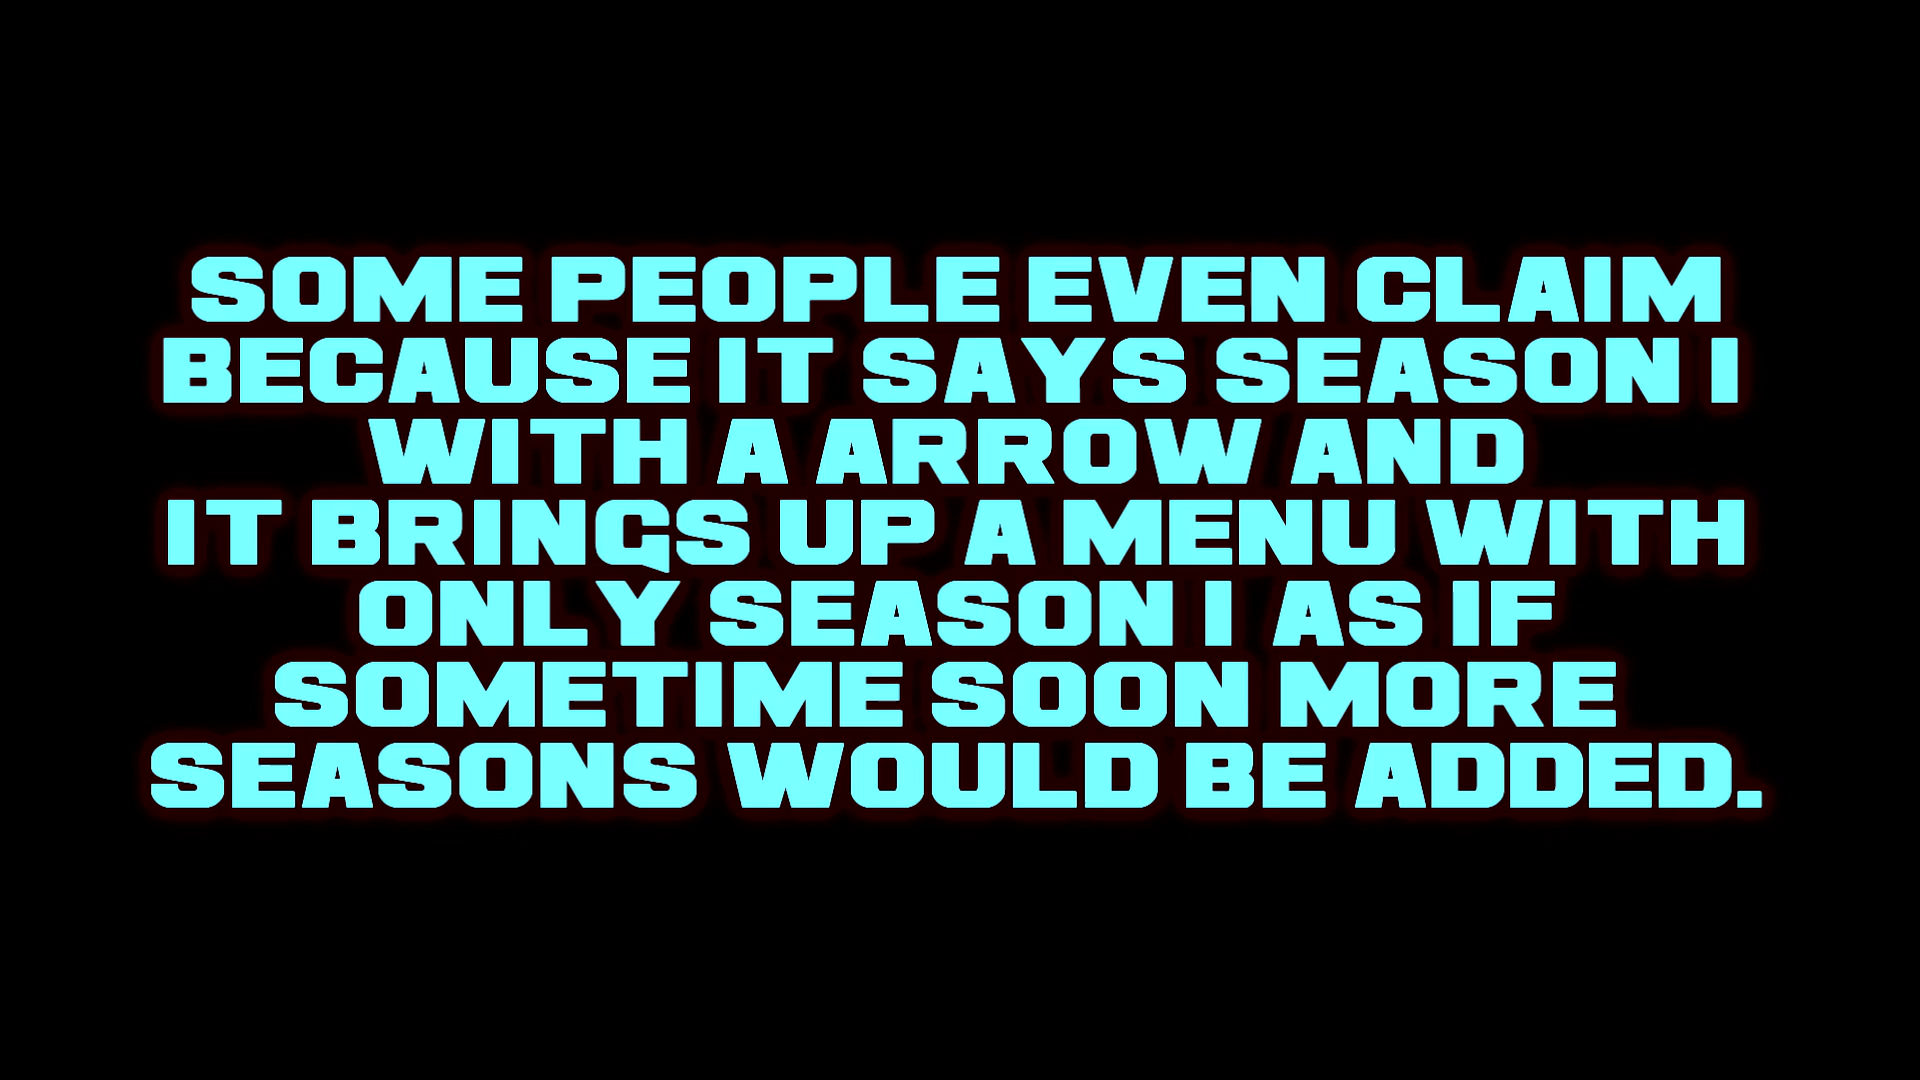 SOME PEOPLE EVEN CLAIM
BECAUSE IT SAYS SEASON I
WITH A ARROW AND
IT BRINGS UP A MENU WITH
ONLY SEASON I AS IF
SOMETIME SOON MORE
SEASONS WOULD BE ADDED.